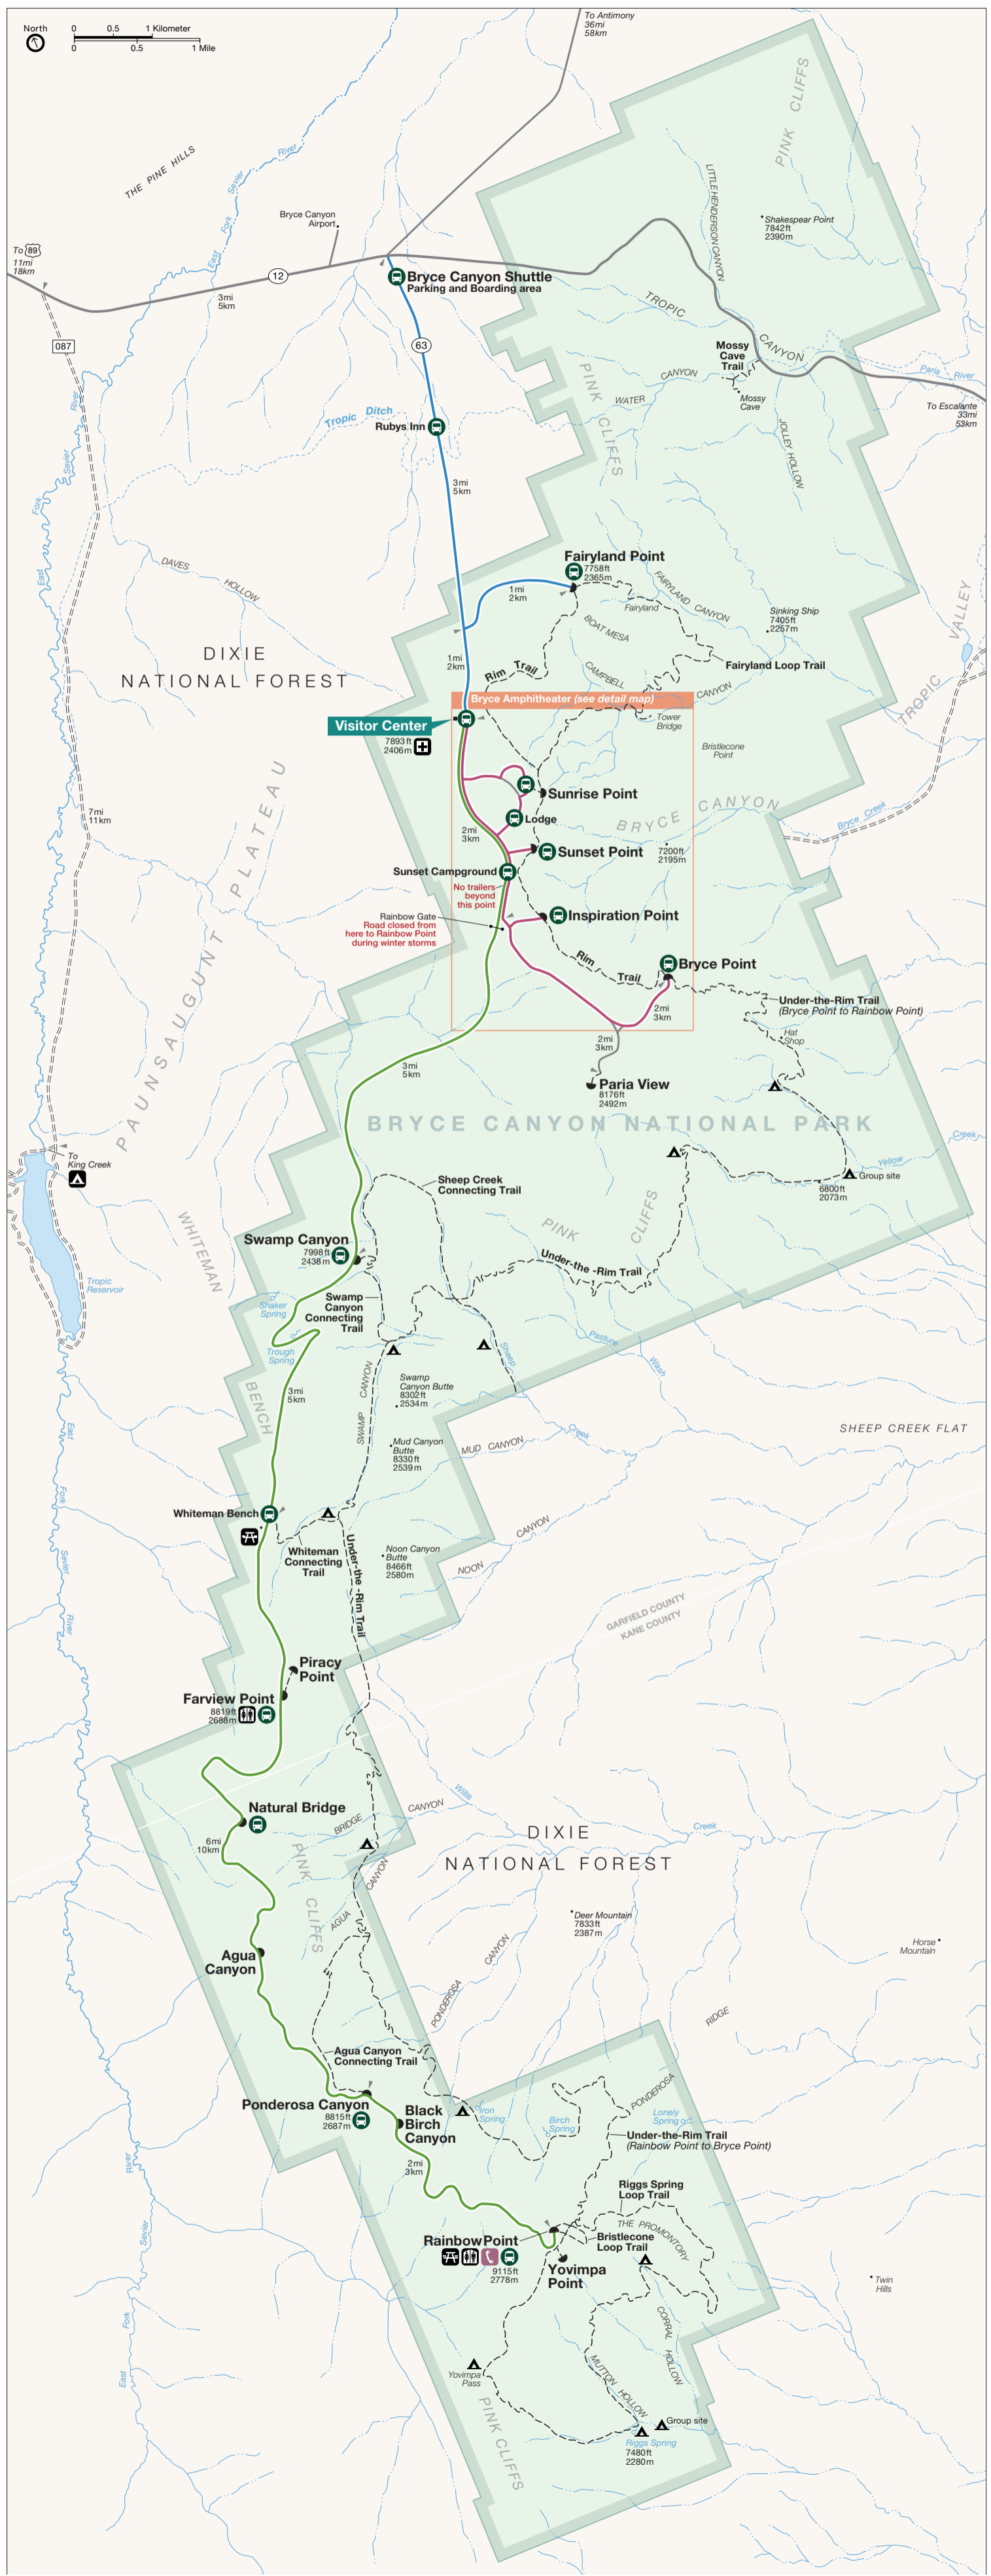 North
0 0.5 1 Kilometer
0 0.5 1 Mile
To Antimony
36mi
58km
THE PINE HILLS
East Fork Sevier River
Bryce Canyon
Airport
To 89
11mi
18km
12
3mi
5km
087
Bryce Canyon Shuttle
Parking and Boarding area
63
PINK CLIFFS
LITTLE HENDERSON CANYON
Shakespear Point
7842ft
2390m
TROPIC CANYON
Mossy
Cave
Trail
Mossy
Cave
WATER CANYON
JOLLEY HOLLOW
Paria River
To Escalante
33mi
53km
PINK CLIFFS
Tropic Ditch
Rubys Inn
3mi
5km
East Fork Sevier River
DAVES HOLLOW
Fairyland Point
7758ft
2365m
1mi
2km
FAIRYLAND CANYON
Fairyland
BOAT MESA
Sinking Ship
7405ft
2257m
Fairyland Loop Trail
TROPIC VALLEY
DIXIE
NATIONAL FOREST
1mi
2km
Rim Trail
CAMPBELL CANYON
Bryce Amphitheater (see detail map)
Tower
Bridge
Bristlecone
Point
Visitor Center
7893ft
2406m
Sunrise Point
Lodge
BRYCE CANYON
Bryce Creek
7mi
11km
2mi
3km
Sunset Point
7200ft
2195m
Sunset Campground
No trailers
beyond
this point
Rainbow Gate
Road closed from
here to Rainbow Point
during winter storms
Inspiration Point
Rim Trail
Bryce Point
2mi
3km
Under-the-Rim Trail
(Bryce Point to Rainbow Point)
Hat
Shop
2mi
3km
Paria View
8176ft
2492m
3mi
5km
PAUNSAUGUNT PLATEAU
BRYCE CANYON NATIONAL PARK
To
King Creek
Yellow Creek
Group site
6800ft
2073m
Sheep Creek
Connecting Trail
PINK CLIFFS
WHITEMAN BENCH
Swamp Canyon
7998ft
2438m
Under-the-Rim Trail
Tropic
Reservoir
Shaker
Spring
Swamp
Canyon
Connecting
Trail
Trough
Spring
Sheep Creek
Pasture Wash
3mi
5km
SWAMP CANYON
Swamp
Canyon Butte
8302ft
2534m
SHEEP CREEK FLAT
Mud Canyon
Butte
8330ft
2539m
MUD CANYON
East Fork Sevier River
Whiteman Bench
Whiteman
Connecting
Trail
Under-the-Rim Trail
Noon Canyon
Butte
8466ft
2580m
NOON CANYON
GARFIELD COUNTY
KANE COUNTY
Piracy
Point
Farview Point
8819ft
2688m
Natural Bridge
6mi
10km
BRIDGE CANYON
Willis Creek
DIXIE
NATIONAL FOREST
PINK CLIFFS
AGUA CANYON
Deer Mountain
7833ft
2387m
Horse
Mountain
Agua
Canyon
PONDEROSA CANYON
Agua Canyon
Connecting Trail
PONDEROSA RIDGE
Ponderosa Canyon
8815ft
2687m
Black
Birch
Canyon
Iron
Spring
Birch
Spring
Lonely
Spring
Under-the-Rim Trail
(Rainbow Point to Bryce Point)
2mi
3km
Riggs Spring
Loop Trail
THE PROMONTORY
Rainbow Point
9115ft
2778m
Bristlecone
Loop Trail
Yovimpa
Point
Twin
Hills
East Fork Sevier River
CORRAL HOLLOW
Yovimpa
Pass
MUTTON HOLLOW
PINK CLIFFS
Group site
Riggs Spring
7480ft
2280m